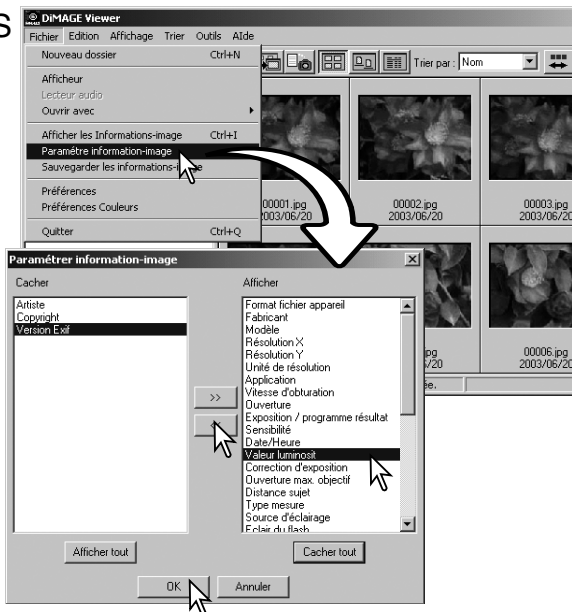 S
DiMAGE Viewer
Fichier Edition Affichage Trier Outils AIde
Nouveau dossier Ctrl+N
Afficheur
Lecteur audio
Ouvrir avec
Afficher les Informations-image Ctrl+I
Paramétre information-image
Sauvegarder les informations-
Préférences
Préférences Couleurs
Quitter Ctrl+Q
Trier par : Nom
00001.jpg
2003/06/20
00002.jpg
2003/06/20
00003.jpg
2003/06/20
00006.jpg
2003/06/20
Paramétrer information-image
Cacher
Artiste
Copyright
Version Exif
>>
Afficher
Format fichier appareil
Fabricant
Modèle
Résolution X
Résolution Y
Unité de résolution
Application
Vitesse d'obturation
Ouverture
Exposition / programme résultat
Sensibilité
Date/Heure
Valeur luminosit
Correction d'exposition
Ouverture max. objectif
Distance sujet
Type mesure
Source d'éclairage
Eclair du flash
Afficher tout
Cacher tout
OK
Annuler